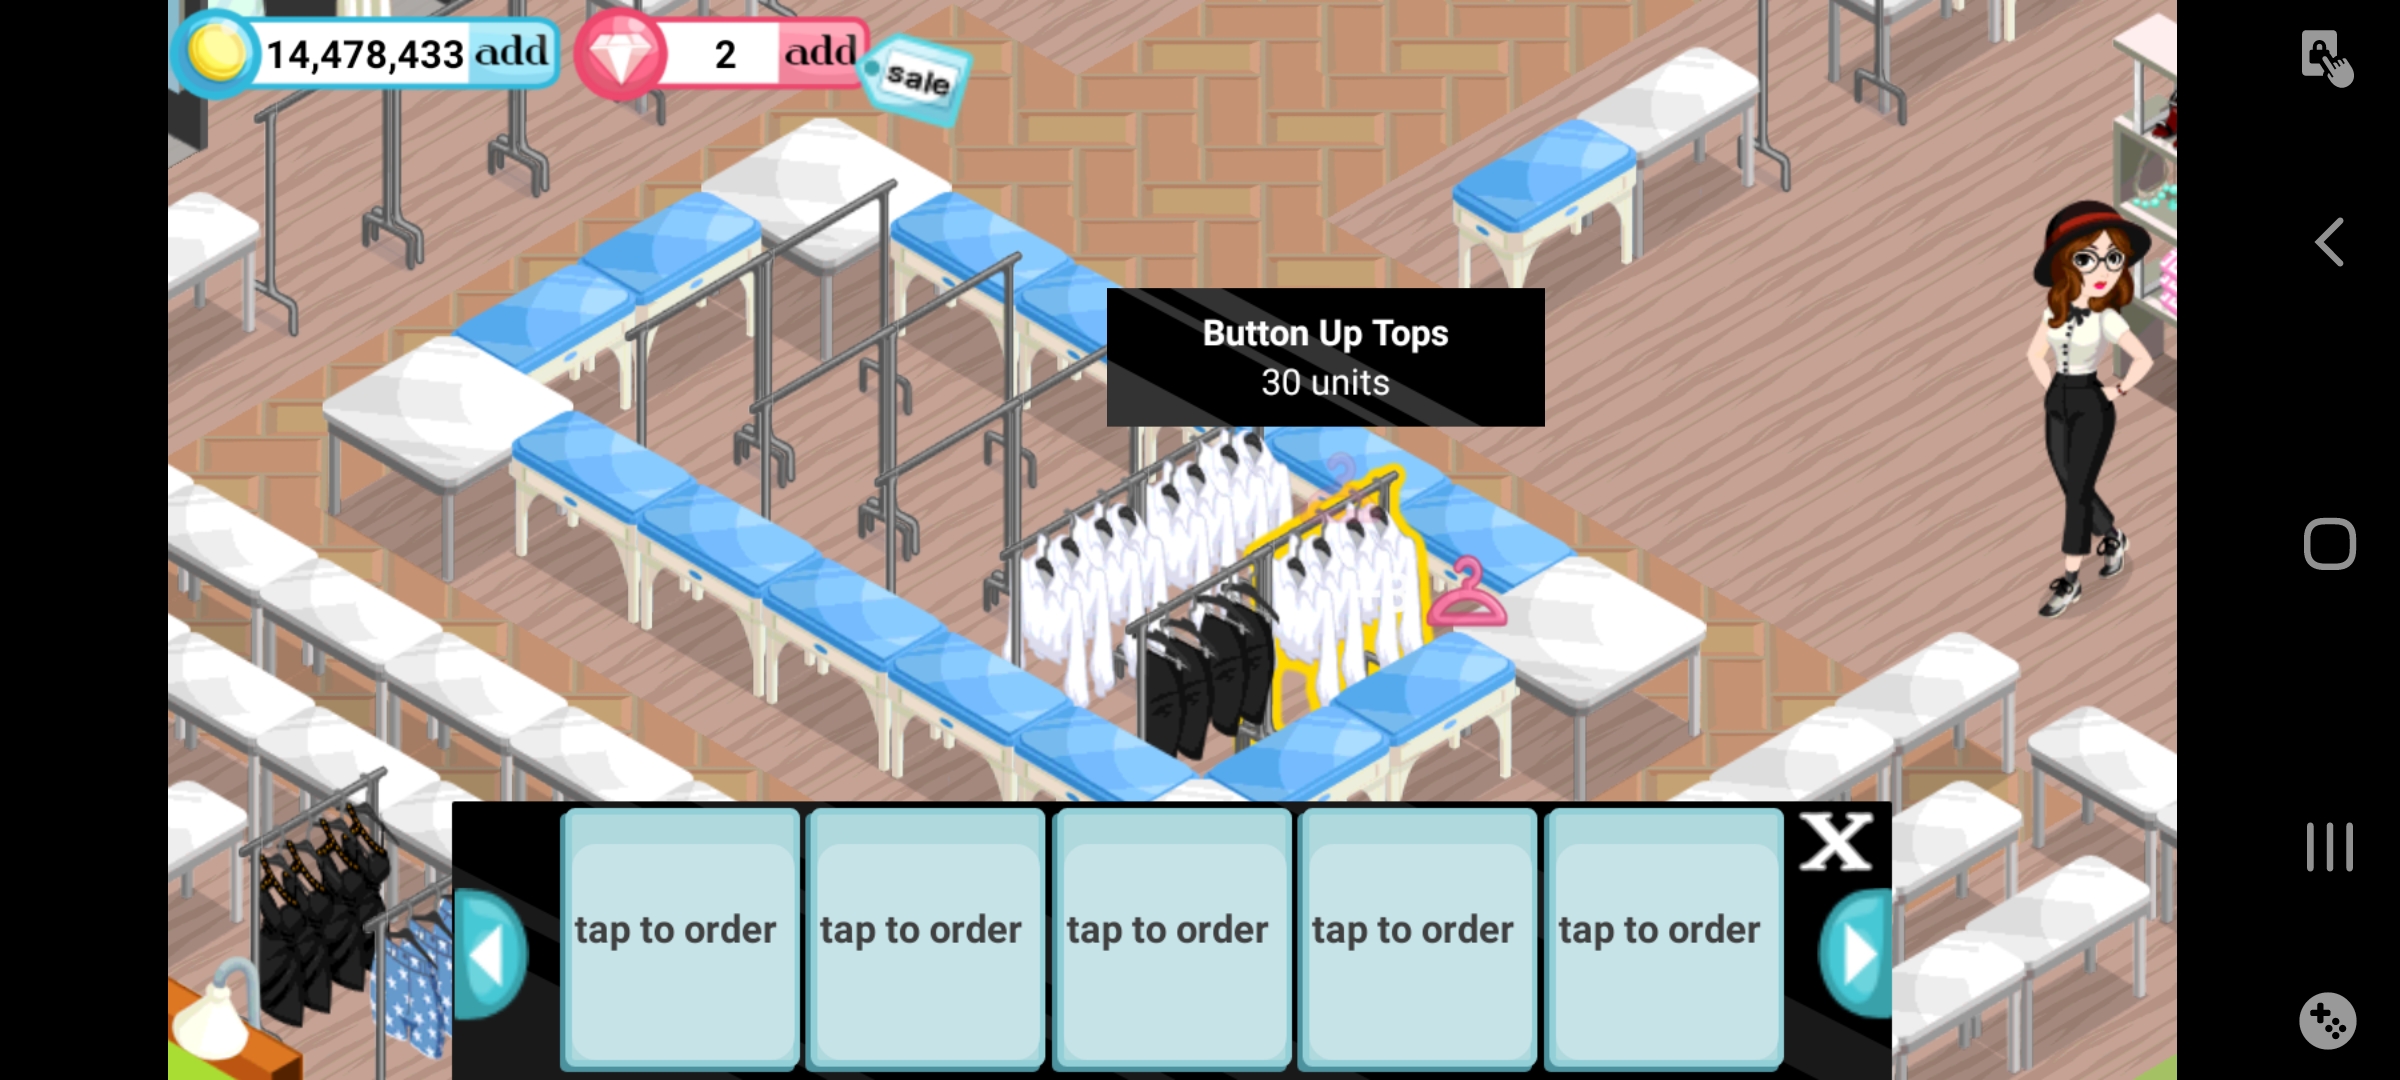 14,478,433 add
2 add
sale
Button Up Tops
30 units
tap to order
tap to order
tap to order
tap to order
tap to order
X